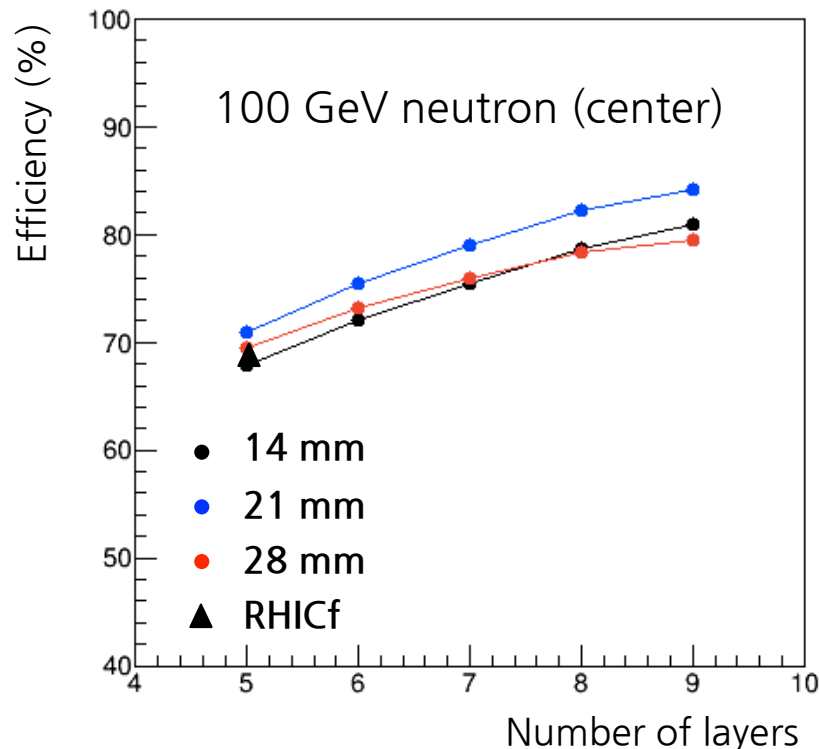 Efficiency (%)
100
90
80
70
60
50
40
100 GeV neutron (center)
14 mm
21 mm
28 mm
RHICf
4 5 6 7 8 9 10
Number of layers